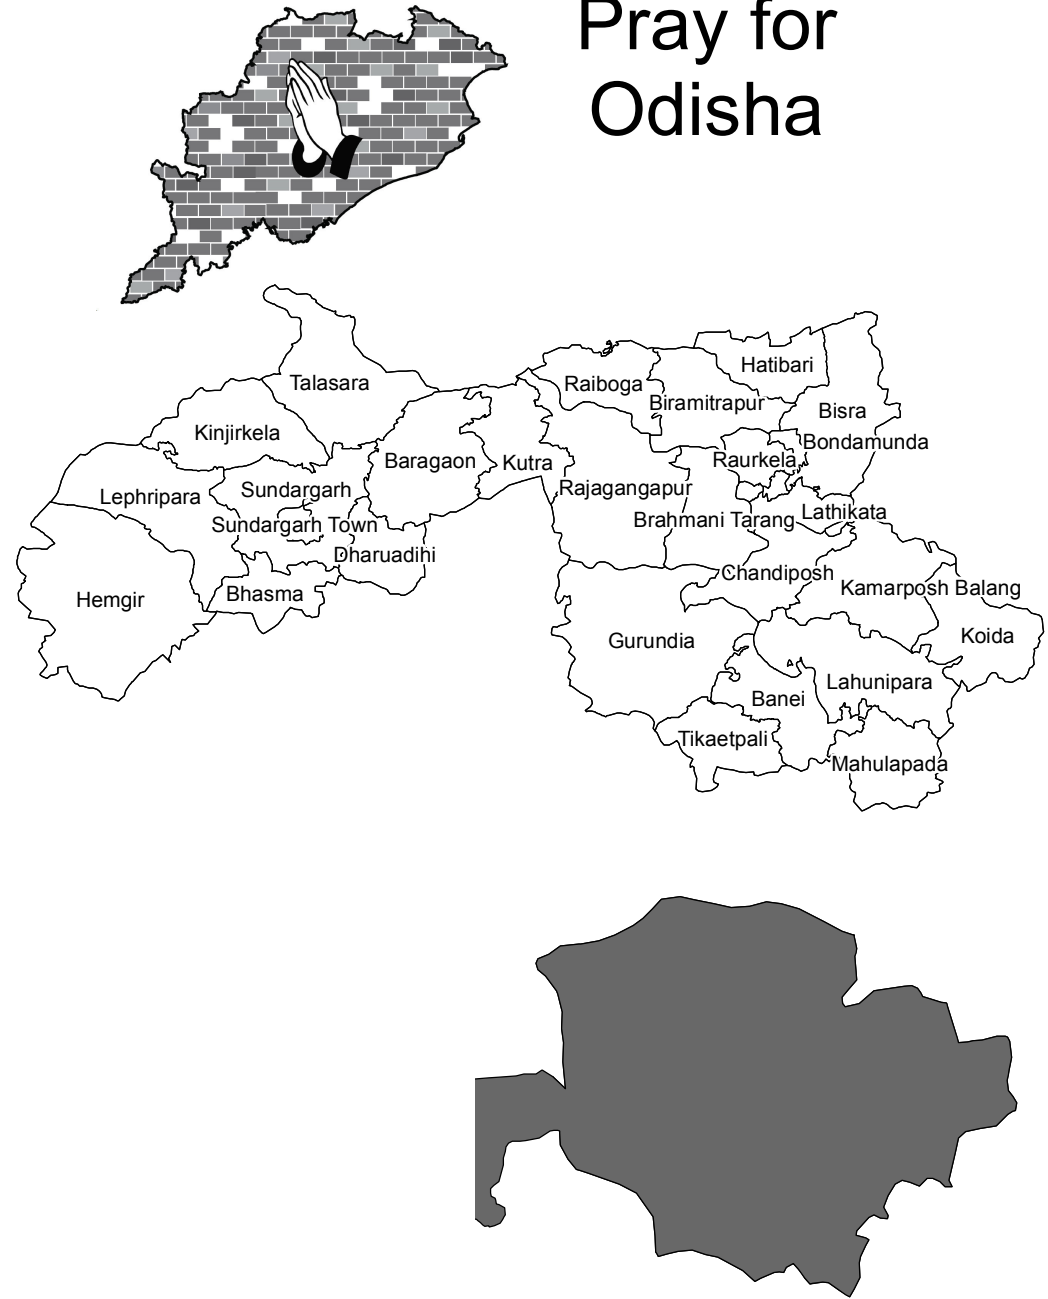 Pray for
Odisha
Talasara
Hatibari
Raiboga
Biramitrapur
Bisra
Kinjirkela
Bondamunda
Baragaon
Kutra
Raurkela
Lephripara
Sundargarh
Rajagangapur
Sundargarh Town
Brahmani Tarang
Lathikata
Dharuadihi
Chandiposh
Kamarposh Balang
Hemgir
Bhasma
Gurundia
Koida
Lahunipara
Banei
Tikaetpali
Mahulapada